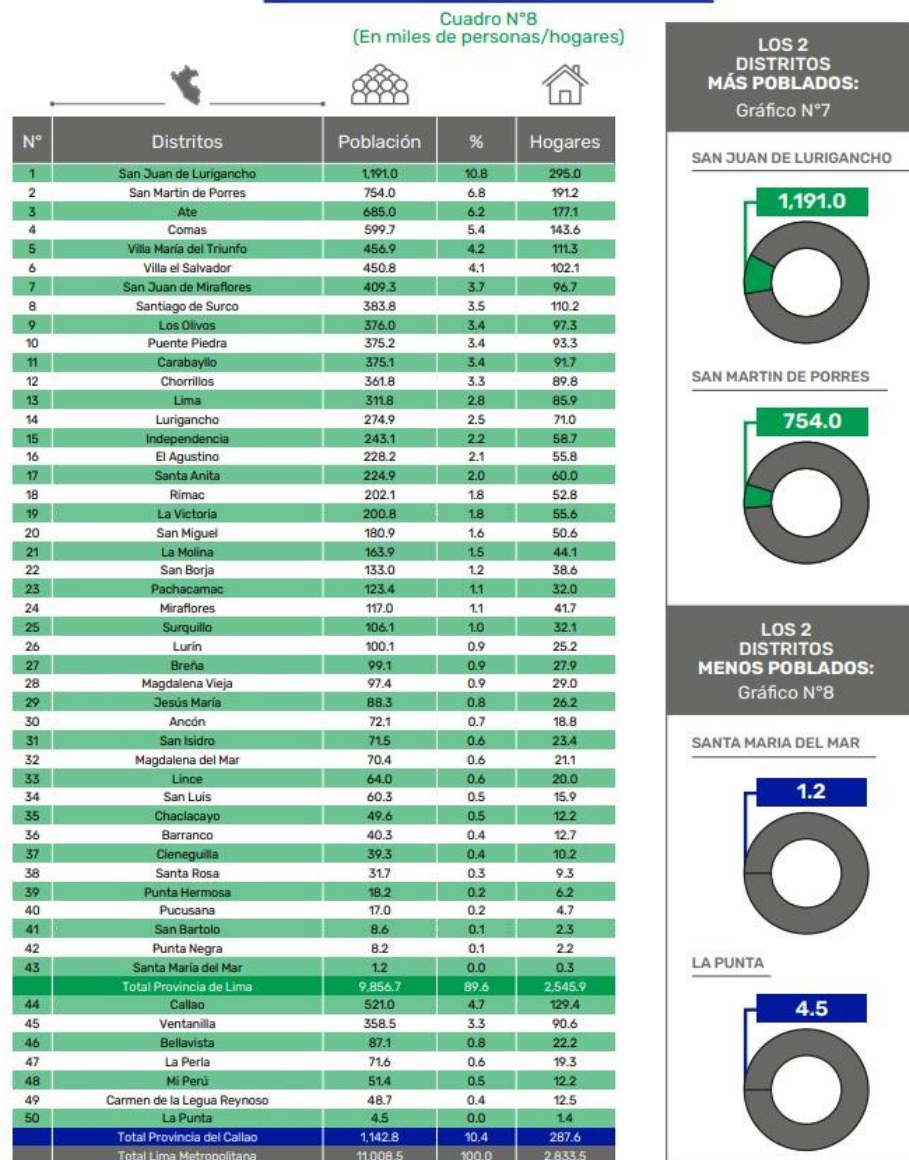 Cuadro N°8
(En miles de personas/hogares)
N° Distritos Población % Hogares
1 San Juan de Lurigancho 1,191.0 10.8 295.0
2 San Martin de Porres 754.0 6.8 191.2
3 Ate 685.0 6.2 177.1
4 Comas 599.7 5.4 143.6
5 Villa María del Triunfo 456.9 4.2 111.3
6 Villa el Salvador 450.8 4.1 102.1
7 San Juan de Miraflores 409.3 3.7 96.7
8 Santiago de Surco 383.8 3.5 110.2
9 Los Olivos 376.0 3.4 97.3
10 Puente Piedra 375.2 3.4 93.3
11 Carabayllo 375.1 3.4 91.7
12 Chorrillos 361.8 3.3 89.8
13 Lima 311.8 2.8 85.9
14 Lurigancho 274.9 2.5 71.0
15 Independencia 243.1 2.2 58.7
16 El Agustino 228.2 2.1 55.8
17 Santa Anita 224.9 2.0 60.0
18 Rímac 202.1 1.8 52.8
19 La Victoria 200.8 1.8 55.6
20 San Miguel 180.9 1.6 50.6
21 La Molina 163.9 1.5 44.1
22 San Borja 133.0 1.2 38.6
23 Pachacamac 123.4 1.1 32.0
24 Miraflores 117.0 1.1 41.7
25 Surquillo 106.1 1.0 32.1
26 Lurín 100.1 0.9 25.2
27 Breña 99.1 0.9 27.9
28 Magdalena Vieja 97.4 0.9 29.0
29 Jesús María 88.3 0.8 26.2
30 Ancón 72.1 0.7 18.8
31 San Isidro 71.5 0.6 23.4
32 Magdalena del Mar 70.4 0.6 21.1
33 Lince 64.0 0.6 20.0
34 San Luis 60.3 0.5 15.9
35 Chaclacayo 49.6 0.5 12.2
36 Barranco 40.3 0.4 12.7
37 Cieneguilla 39.3 0.4 10.2
38 Santa Rosa 31.7 0.3 9.3
39 Punta Hermosa 18.2 0.2 6.2
40 Pucusana 17.0 0.2 4.7
41 San Bartolo 8.6 0.1 2.3
42 Punta Negra 8.2 0.1 2.2
43 Santa María del Mar 1.2 0.0 0.3
Total Provincia de Lima 9,856.7 89.6 2,545.9
44 Callao 521.0 4.7 129.4
45 Ventanilla 358.5 3.3 90.6
46 Bellavista 87.1 0.8 22.2
47 La Perla 71.6 0.6 19.3
48 Mi Perú 51.4 0.5 12.2
49 Carmen de la Legua Reynoso 48.7 0.4 12.5
50 La Punta 4.5 0.0 1.4
Total Provincia del Callao 1,142.8 10.4 287.6
Total Lima Metropolitana 11,008.5 100.0 2,833.5
LOS 2
DISTRITOS
MÁS POBLADOS:
Gráfico N°7
SAN JUAN DE LURIGANCHO
1,191.0
SAN MARTIN DE PORRES
754.0
LOS 2
DISTRITOS
MENOS POBLADOS:
Gráfico N°8
SANTA MARIA DEL MAR
1.2
LA PUNTA
4.5